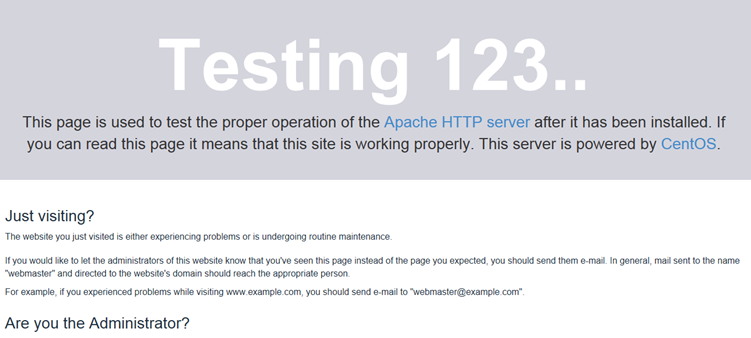 Testing 123..
This page is used to test the proper operation of the Apache HTTP server after it has been installed. If
you can read this page it means that this site is working properly. This server is powered by CentOS.
Just visiting?
The website you just visited is either experiencing problems or is undergoing routine maintenance.
If you would like to let the administrators of this website know that you've seen this page instead of the page you expected, you should send them e-mail. In general, mail sent to the name
"webmaster" and directed to the website's domain should reach the appropriate person.
For example, if you experienced problems while visiting www.example.com, you should send e-mail to "webmaster@example.com".
Are you the Administrator?